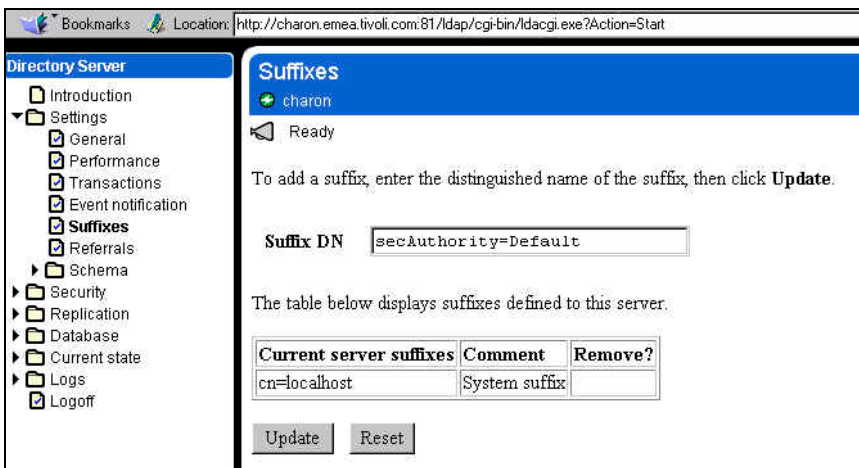 Bookmarks Location: http://charon.emea.tivoli.com:81/ldap/cgi-bin/ldacgi.exe?Action=Start
Directory Server
Introduction
Settings
General
Performance
Transactions
Event notification
Suffixes
Referrals
Schema
Security
Replication
Database
Current state
Logs
Logoff
Suffixes
charon
Ready
To add a suffix, enter the distinguished name of the suffix, then click Update.
Suffix DN secAuthority=Default
The table below displays suffixes defined to this server.
Current server suffixes Comment Remove?
cn=localhost System suffix
Update Reset